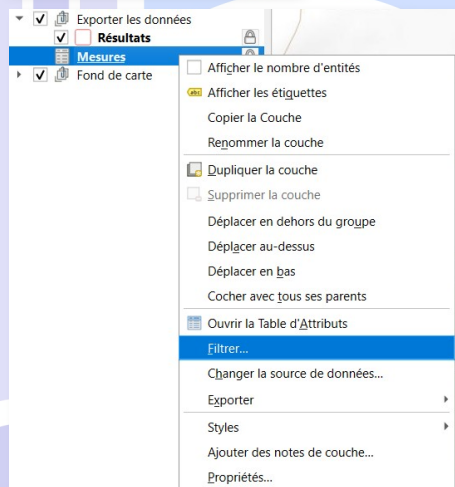 Exporter les données
Résultats
Mesures
Fond de carte
Afficher le nombre d'entités
abc Afficher les étiquettes
Copier la Couche
Renommer la couche
Dupliquer la couche
Supprimer la couche
Déplacer en dehors du groupe
Déplacer au-dessus
Déplacer en bas
Cocher avec tous ses parents
Ouvrir la Table d'Attributs
Filtrer...
Changer la source de données...
Exporter
Styles
Ajouter des notes de couche...
Propriétés...